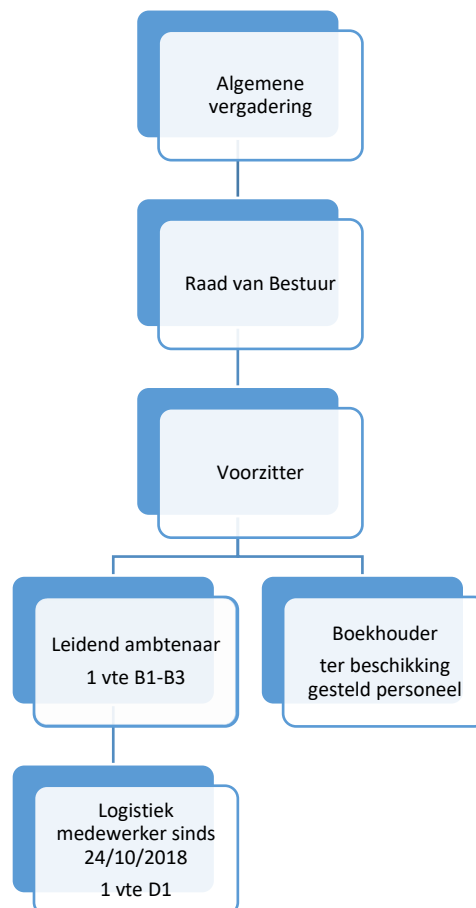 Algemene
vergadering
Raad van Bestuur
Voorzitter
Leidend ambtenaar
1 vte B1-B3
Boekhouder
ter beschikking
gesteld personeel
Logistiek
medewerker sinds
24/10/2018
1 vte D1